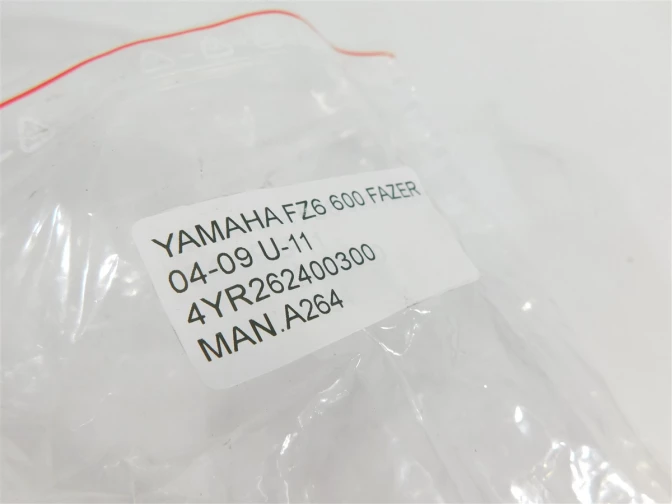 YAMAHA FZ6 600 FAZER
04-09 U-11
4YR262400300
MAN.A264